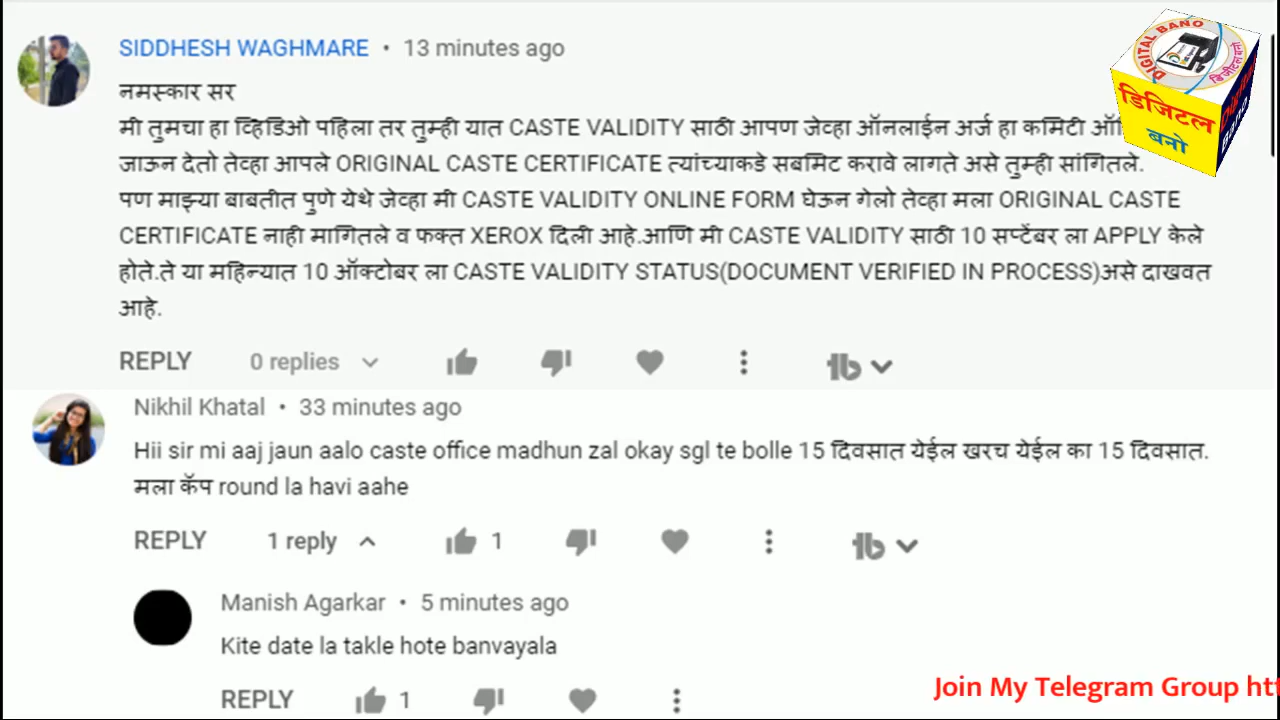 SIDDHESH WAGHMARE • 13 minutes ago
नमस्कार सर
मी तुमचा हा व्हिडिओ पहिला तर तुम्ही यात CASTE VALIDITY साठी आपण जेव्हा ऑनलाईन अर्ज हा कमिटी
जाऊन देतो तेव्हा आपले ORIGINAL CASTE CERTIFICATE त्यांच्याकडे सबमिट करावे लागते असे तुम्ही सांगितले.
पण माझ्या बाबतीत पुणे येथे जेव्हा मी CASTE VALIDITY ONLINE FORM घेऊन गेलो तेव्हा मला ORIGINAL CASTE
CERTIFICATE नाही मागितले व फक्त XEROX दिली आहे.आणि मी CASTE VALIDITY साठी 10 सप्टेंबर ला APPLY केले
होते.ते या महिन्यात 10 ऑक्टोबर ला CASTE VALIDITY STATUS(DOCUMENT VERIFIED IN PROCESS)असे दाखवत
आहे.
REPLY 0 replies
Nikhil Khatal • 33 minutes ago
Hii sir mi aaj jaun aalo caste office madhun zal okay sgl te bolle 15 दिवसात येईल खरच येईल का 15 दिवसात.
मला कॅप round la havi aahe
REPLY 1 reply 1
Manish Agarkar • 5 minutes ago
Kite date la takle hote banvayala
REPLY 1
DIGITAL BANO
डिजिटल बनो
डिजिटल
बनो
Join My Telegram Group htt